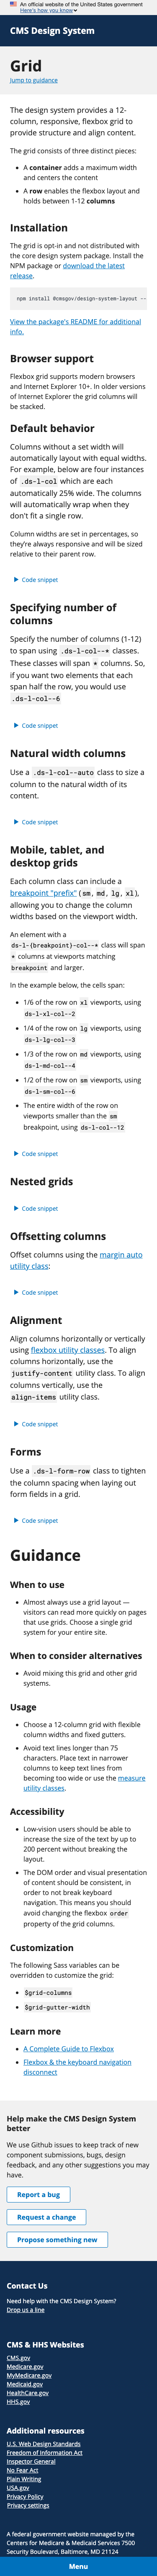 An official website of the United States government
Here's how you know
CMS Design System
Grid
Jump to guidance
The design system provides a 12-
column, responsive, flexbox grid to
provide structure and align content.
The grid consists of three distinct pieces:
A container adds a maximum width
and centers the content
A row enables the flexbox layout and
holds between 1-12 columns
Installation
The grid is opt-in and not distributed with
the core design system package. Install the
layout NPM package or download the latest
release.
npm install @cmsgov/design-system-layout --
View the package's README for additional
info.
Browser support
Flexbox grid supports modern browsers
and Internet Explorer 10+. In older versions
of Internet Explorer the grid columns will
be stacked.
Default behavior
Columns without a set width will
automatically layout with equal widths.
For example, below are four instances
of .ds-l-col which are each
automatically 25% wide. The columns
will automatically wrap when they
don't fit a single row.
Column widths are set in percentages, so
they're always responsive and will be sized
relative to their parent row.
Code snippet
Specifying number of
columns
Specify the number of columns (1-12)
to span using .ds-l-col--* classes.
These classes will span * columns. So,
if you want two elements that each
span half the row, you would use
.ds-l-col--6
Code snippet
Natural width columns
Use a .ds-l-col--auto class to size a
column to the natural width of its
content.
Code snippet
Mobile, tablet, and
desktop grids
Each column class can include a
breakpoint "prefix" (sm, md, lg, xl),
allowing you to change the column
widths based on the viewport width.
An element with a
ds-l-{breakpoint}-col--* class will span
* columns at viewports matching
breakpoint and larger.
In the example below, the cells span:
1/6 of the row on xl viewports, using
ds-l-xl-col--2
1/4 of the row on lg viewports, using
ds-l-lg-col--3
1/3 of the row on md viewports, using
ds-l-md-col--4
1/2 of the row on sm viewports, using
ds-l-sm-col--6
The entire width of the row on
viewports smaller than the sm
breakpoint, using ds-l-col--12
Code snippet
Nested grids
Code snippet
Offsetting columns
Offset columns using the margin auto
utility class:
Code snippet
Alignment
Align columns horizontally or vertically
using flexbox utility classes. To align
columns horizontally, use the
justify-content utility class. To align
columns vertically, use the
align-items utility class.
Code snippet
Forms
Use a .ds-l-form-row class to tighten
the column spacing when laying out
form fields in a grid.
Code snippet
Guidance
When to use
Almost always use a grid layout —
visitors can read more quickly on pages
that use grids. Choose a single grid
system for your entire site.
When to consider alternatives
Avoid mixing this grid and other grid
systems.
Usage
Choose a 12-column grid with flexible
column widths and fixed gutters.
Avoid text lines longer than 75
characters. Place text in narrower
columns to keep text lines from
becoming too wide or use the measure
utility classes.
Accessibility
Low-vision users should be able to
increase the size of the text by up to
200 percent without breaking the
layout.
The DOM order and visual presentation
of content should be consistent, in
order to not break keyboard
navigation. This means you should
avoid changing the flexbox order
property of the grid columns.
Customization
The following Sass variables can be
overridden to customize the grid:
$grid-columns
$grid-gutter-width
Learn more
A Complete Guide to Flexbox
Flexbox & the keyboard navigation
disconnect
Help make the CMS Design System
better
We use Github issues to keep track of new
component submissions, bugs, design
feedback, and any other suggestions you may
have.
Report a bug
Request a change
Propose something new
Contact Us
Need help with the CMS Design System?
Drop us a line
CMS & HHS Websites
CMS.gov
Medicare.gov
MyMedicare.gov
Medicaid.gov
HealthCare.gov
HHS.gov
Additional resources
U.S. Web Design Standards
Freedom of Information Act
Inspector General
No Fear Act
Plain Writing
USA.gov
Privacy Policy
Privacy settings
A federal government website managed by the
Centers for Medicare & Medicaid Services 7500
Security Boulevard, Baltimore, MD 21124
Menu